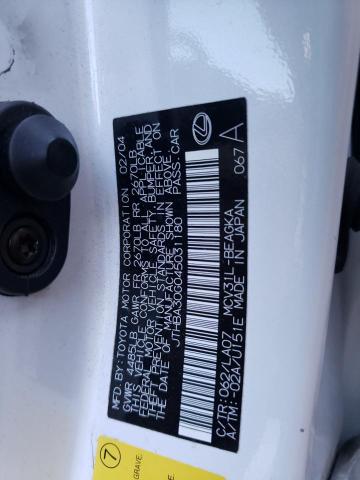 MFD. BY: TOYOTA MOTOR CORPORATION 02/04
GVWR 4485LB GAWR FR 2670LB RR 2670LB
THIS VEHICLE CONFORMS TO ALL APPLICABLE
FEDERAL MOTOR VEHICLE SAFETY, BUMPER, AND
THEFT PREVENTION STANDARDS IN EFFECT ON
THE DATE OF MANUFACTURE SHOWN ABOVE.
JTHBA30G045031180 PASS. CAR
C/TR: 062/LA07 MCV31L-BEAGKA
A/TM: -02A/U151E MADE IN JAPAN
067 A
7
GRAVE.